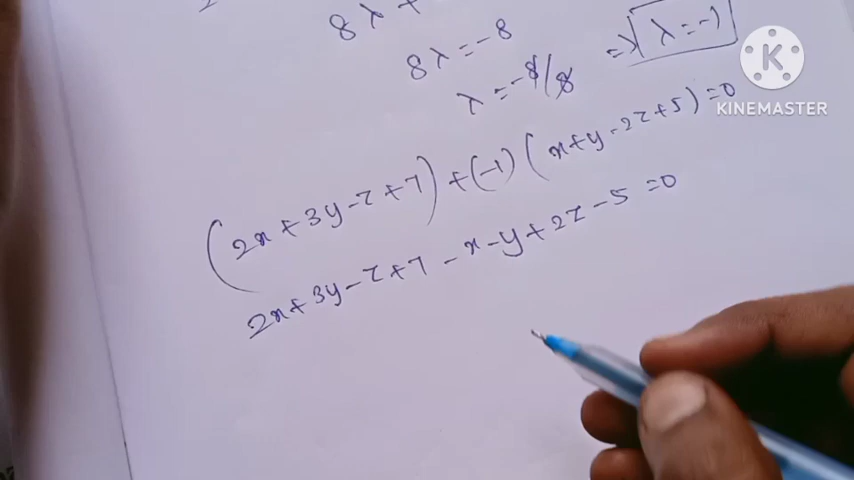 8λ +
8λ = -8
λ = -8/8 => λ = -1
(2x + 3y - z + 7) + (-1) (x + y - 2z + 5) = 0
2x + 3y - z + 7 - x - y + 2z - 5 = 0
K
KINEMASTER